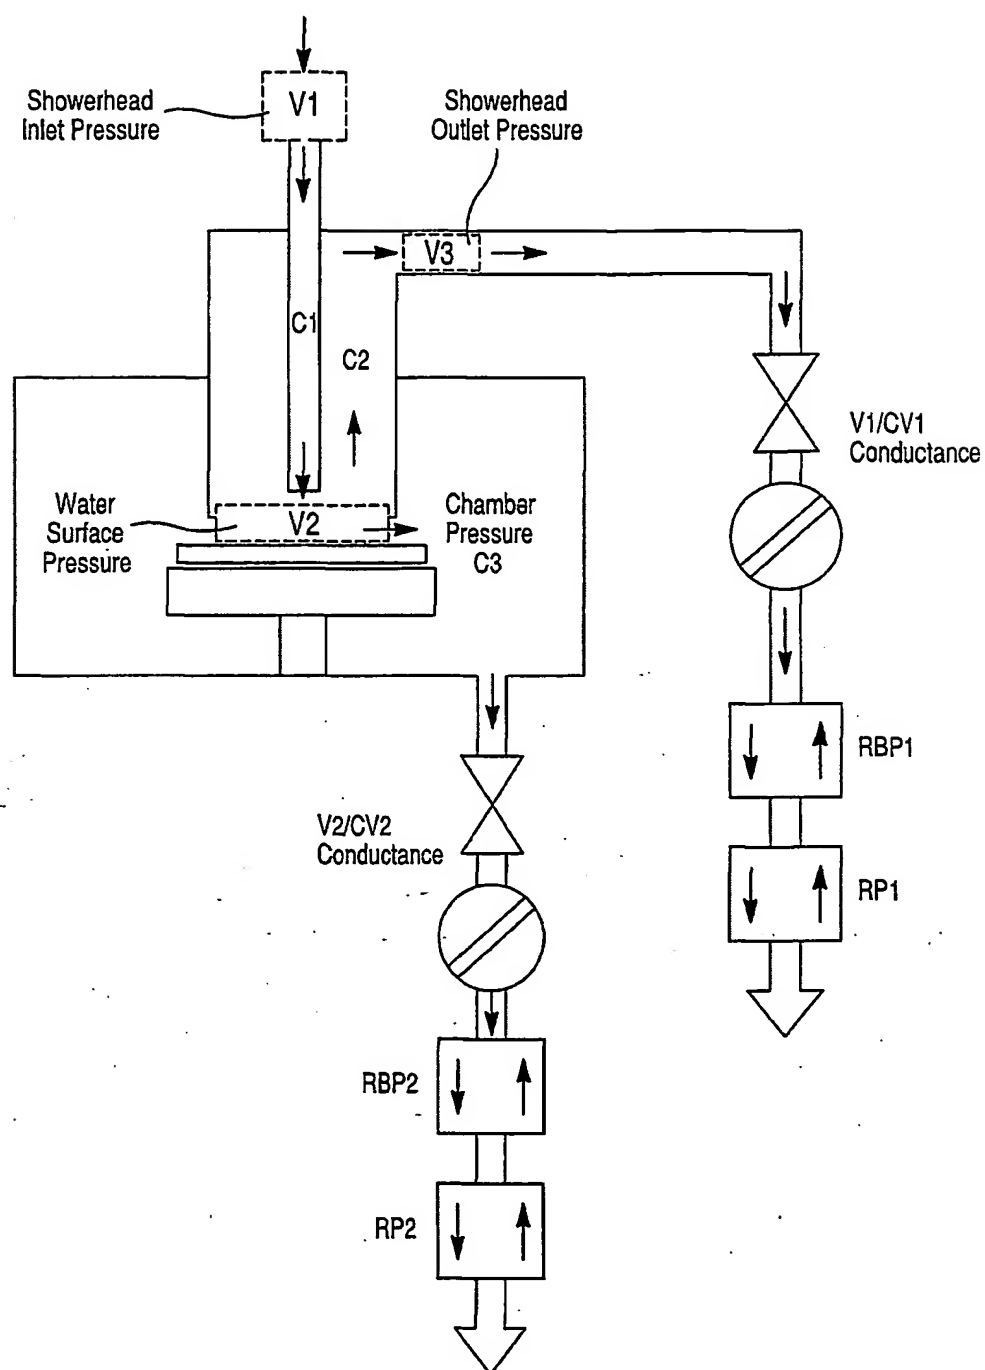 V1
Showerhead
Inlet Pressure
Showerhead
Outlet Pressure
V3
C1
C2
V1/CV1
Conductance
Water
Surface
Pressure
V2
Chamber
Pressure
C3
RBP1
V2/CV2
Conductance
RP1
RBP2
RP2